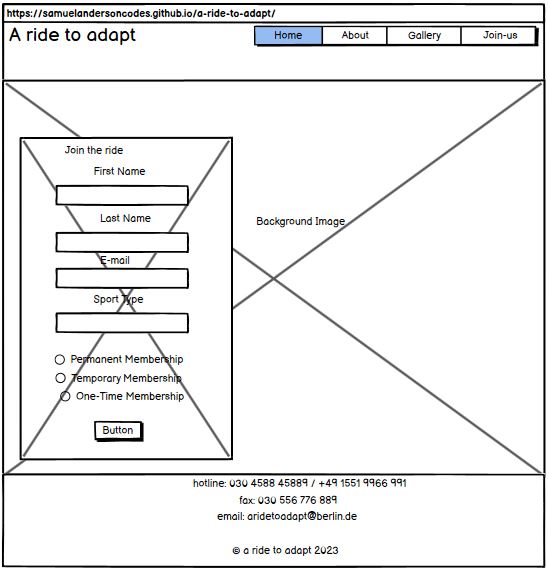 https://samuelandersoncodes.github.io/a-ride-to-adapt/
A ride to adapt
Home About Gallery Join-us
Join the ride
First Name
Last Name
Background Image
E-mail
Sport Type
Permanent Membership
Temporary Membership
One-Time Membership
Button
hotline: 030 4588 45889 / +49 1551 9966 991
fax: 030 556 776 889
email: aridetoadapt@berlin.de
© a ride to adapt 2023